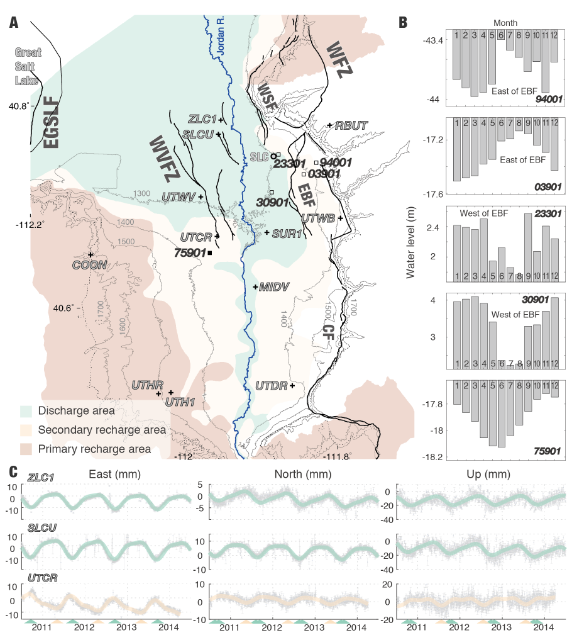 A
Great
Salt
Lake
EGSLF
40.8°
Jordan R.
WFZ
WSF
ZLC1
SLCU
WVFZ
RBUT
SLC
23301
94001
03901
EBF
1300
UTWV
30901
-112.2°
1400
1500
UTWB
UTCR
SUR1
75901
COON
MIDV
40.6°
1700
1600
1400
1500
1700
CF
UTHR
UTH1
UTDR
Discharge area
Secondary recharge area
Primary recharge area
-112°
-111.8°
B
Month
-43.4
1 2 3 4 5 6 7 8 9 10 11 12
East of EBF
-44
94001
1 2 3 4 5 6 7 8 9 10 11 12
-17.2
East of EBF
-17.6
03901
Water level (m)
West of EBF
23301
2.4
2.2
1 2 3 4 5 6 7 8 9 10 11 12
30901
4
West of EBF
3
1 2 3 4 5 6 7 8 9 10 11 12
1 2 3 4 5 6 7 8 9 10 11 12
-17.8
-18
75901
-18.2
C
East (mm)
North (mm)
Up (mm)
ZLC1
10
0
-10
5
0
-5
20
0
-20
-40
SLCU
10
0
-10
10
0
-10
20
0
-20
-40
UTCR
10
0
-10
10
0
-10
20
0
-20
2011 2012 2013 2014
2011 2012 2013 2014
2011 2012 2013 2014